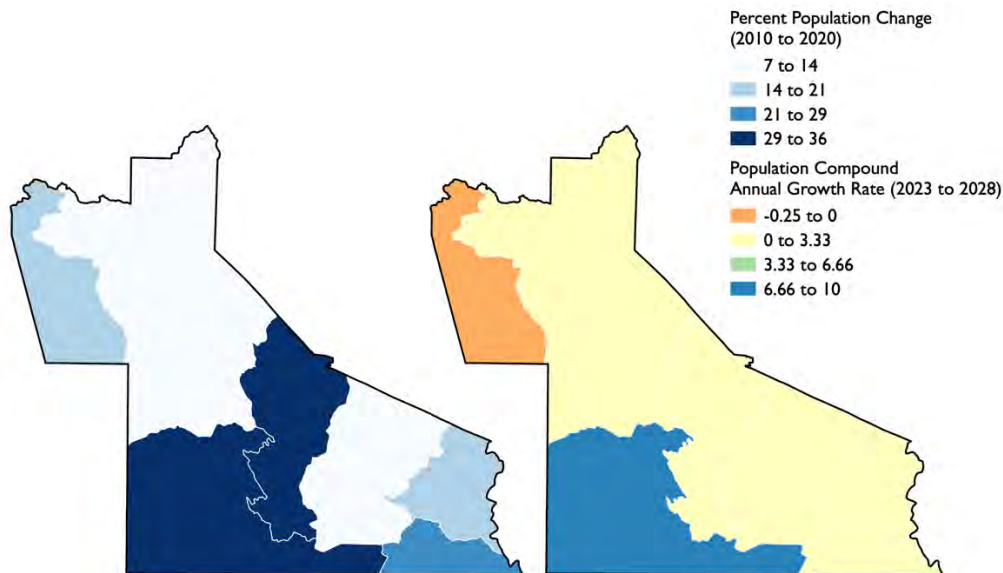 Percent Population Change
(2010 to 2020)
7 to 14
14 to 21
21 to 29
29 to 36
Population Compound
Annual Growth Rate (2023 to 2028)
-0.25 to 0
0 to 3.33
3.33 to 6.66
6.66 to 10